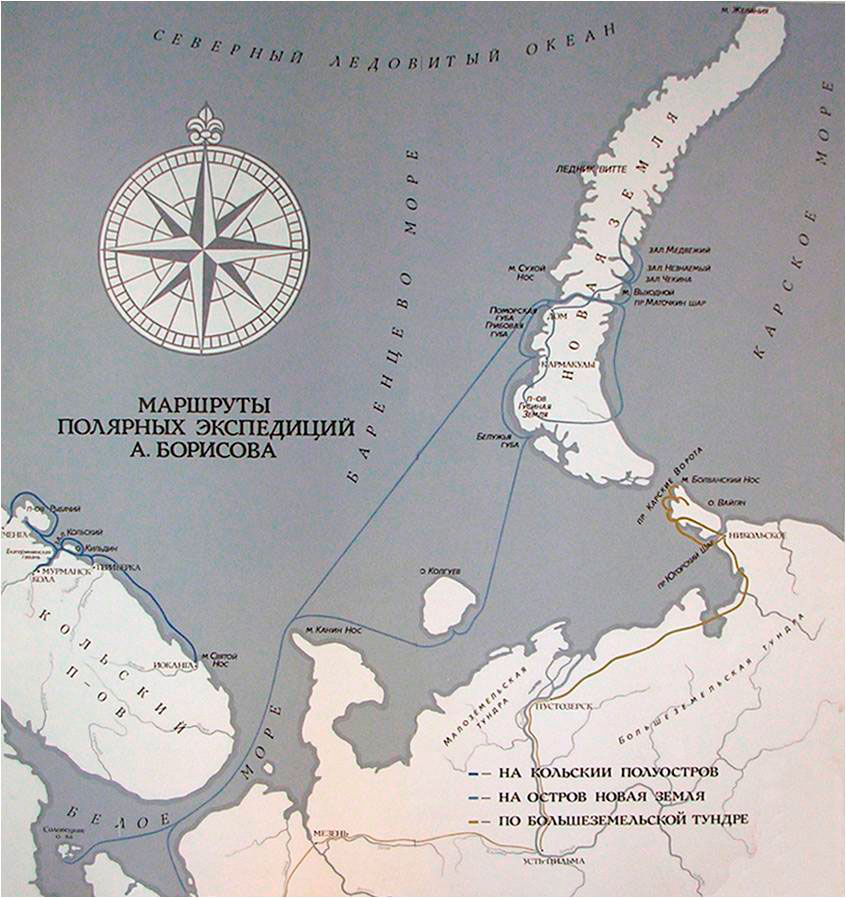 м. Желания
СЕВЕРНЫЙ ЛЕДОВИТЫЙ ОКЕАН
КАРСКОЕ МОРЕ
БАРЕНЦЕВО МОРЕ
НОВАЯ ЗЕМЛЯ
ЛЕДНИК ВИТТЕ
зал. Медвежий
зал. Незнаемый
зал. Чекина
м. Сухой
Нос
м. Выходной
пр. Маточкин шар
Поморская
губа
дом
Грибовая
губа
КАРМАКУЛЫ
МАРШРУТЫ
ПОЛЯРНЫХ ЭКСПЕДИЦИЙ
А. БОРИСОВА
п-ов
Гусиная
Земля
Белужья
губа
пр. Карские Ворота
м. Болванский Нос
о. Вайгач
НИКОЛЬСКОЕ
пр. Югорский Шар
п-ов Рыбачий
зал. Кольский
о Кильдин
Екатерининская
гавань
МУРМАНСК
КОЛА
ТЕРИБЕРКА
о Колгуев
м. Канин Нос
м. Святой
Нос
ИОКАНГА
КОЛЬСКИЙ
П-ОВ
Малоземельская
тундра
ПУСТОЗЕРСК
Большеземельская тундра
БЕЛОЕ МОРЕ
Соловецкие
о-ва
МЕЗЕНЬ
УСТЬ ЦИЛЬМА
– НА КОЛЬСКИЙ ПОЛУОСТРОВ
– НА ОСТРОВ НОВАЯ ЗЕМЛЯ
– ПО БОЛЬШЕЗЕМЕЛЬСКОЙ ТУНДРЕ